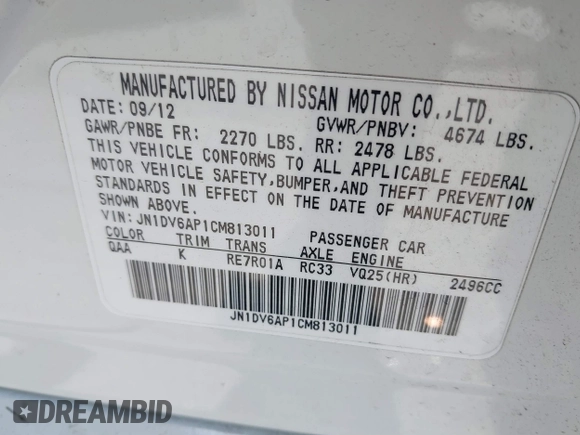 MANUFACTURED BY NISSAN MOTOR CO.,LTD.
DATE: 09/12 GVWR/PNBV: 4674 LBS.
GAWR/PNBE FR: 2270 LBS. RR: 2478 LBS.
THIS VEHICLE CONFORMS TO ALL APPLICABLE FEDERAL
MOTOR VEHICLE SAFETY,BUMPER,AND THEFT PREVENTION
STANDARDS IN EFFECT ON THE DATE OF MANUFACTURE
SHOWN ABOVE.
VIN: JN1DV6AP1CM813011 PASSENGER CAR
COLOR TRIM TRANS AXLE ENGINE
QAA K RE7R01A RC33 VQ25(HR) 2496CC
JN1DV6AP1CM813011
DREAMBID